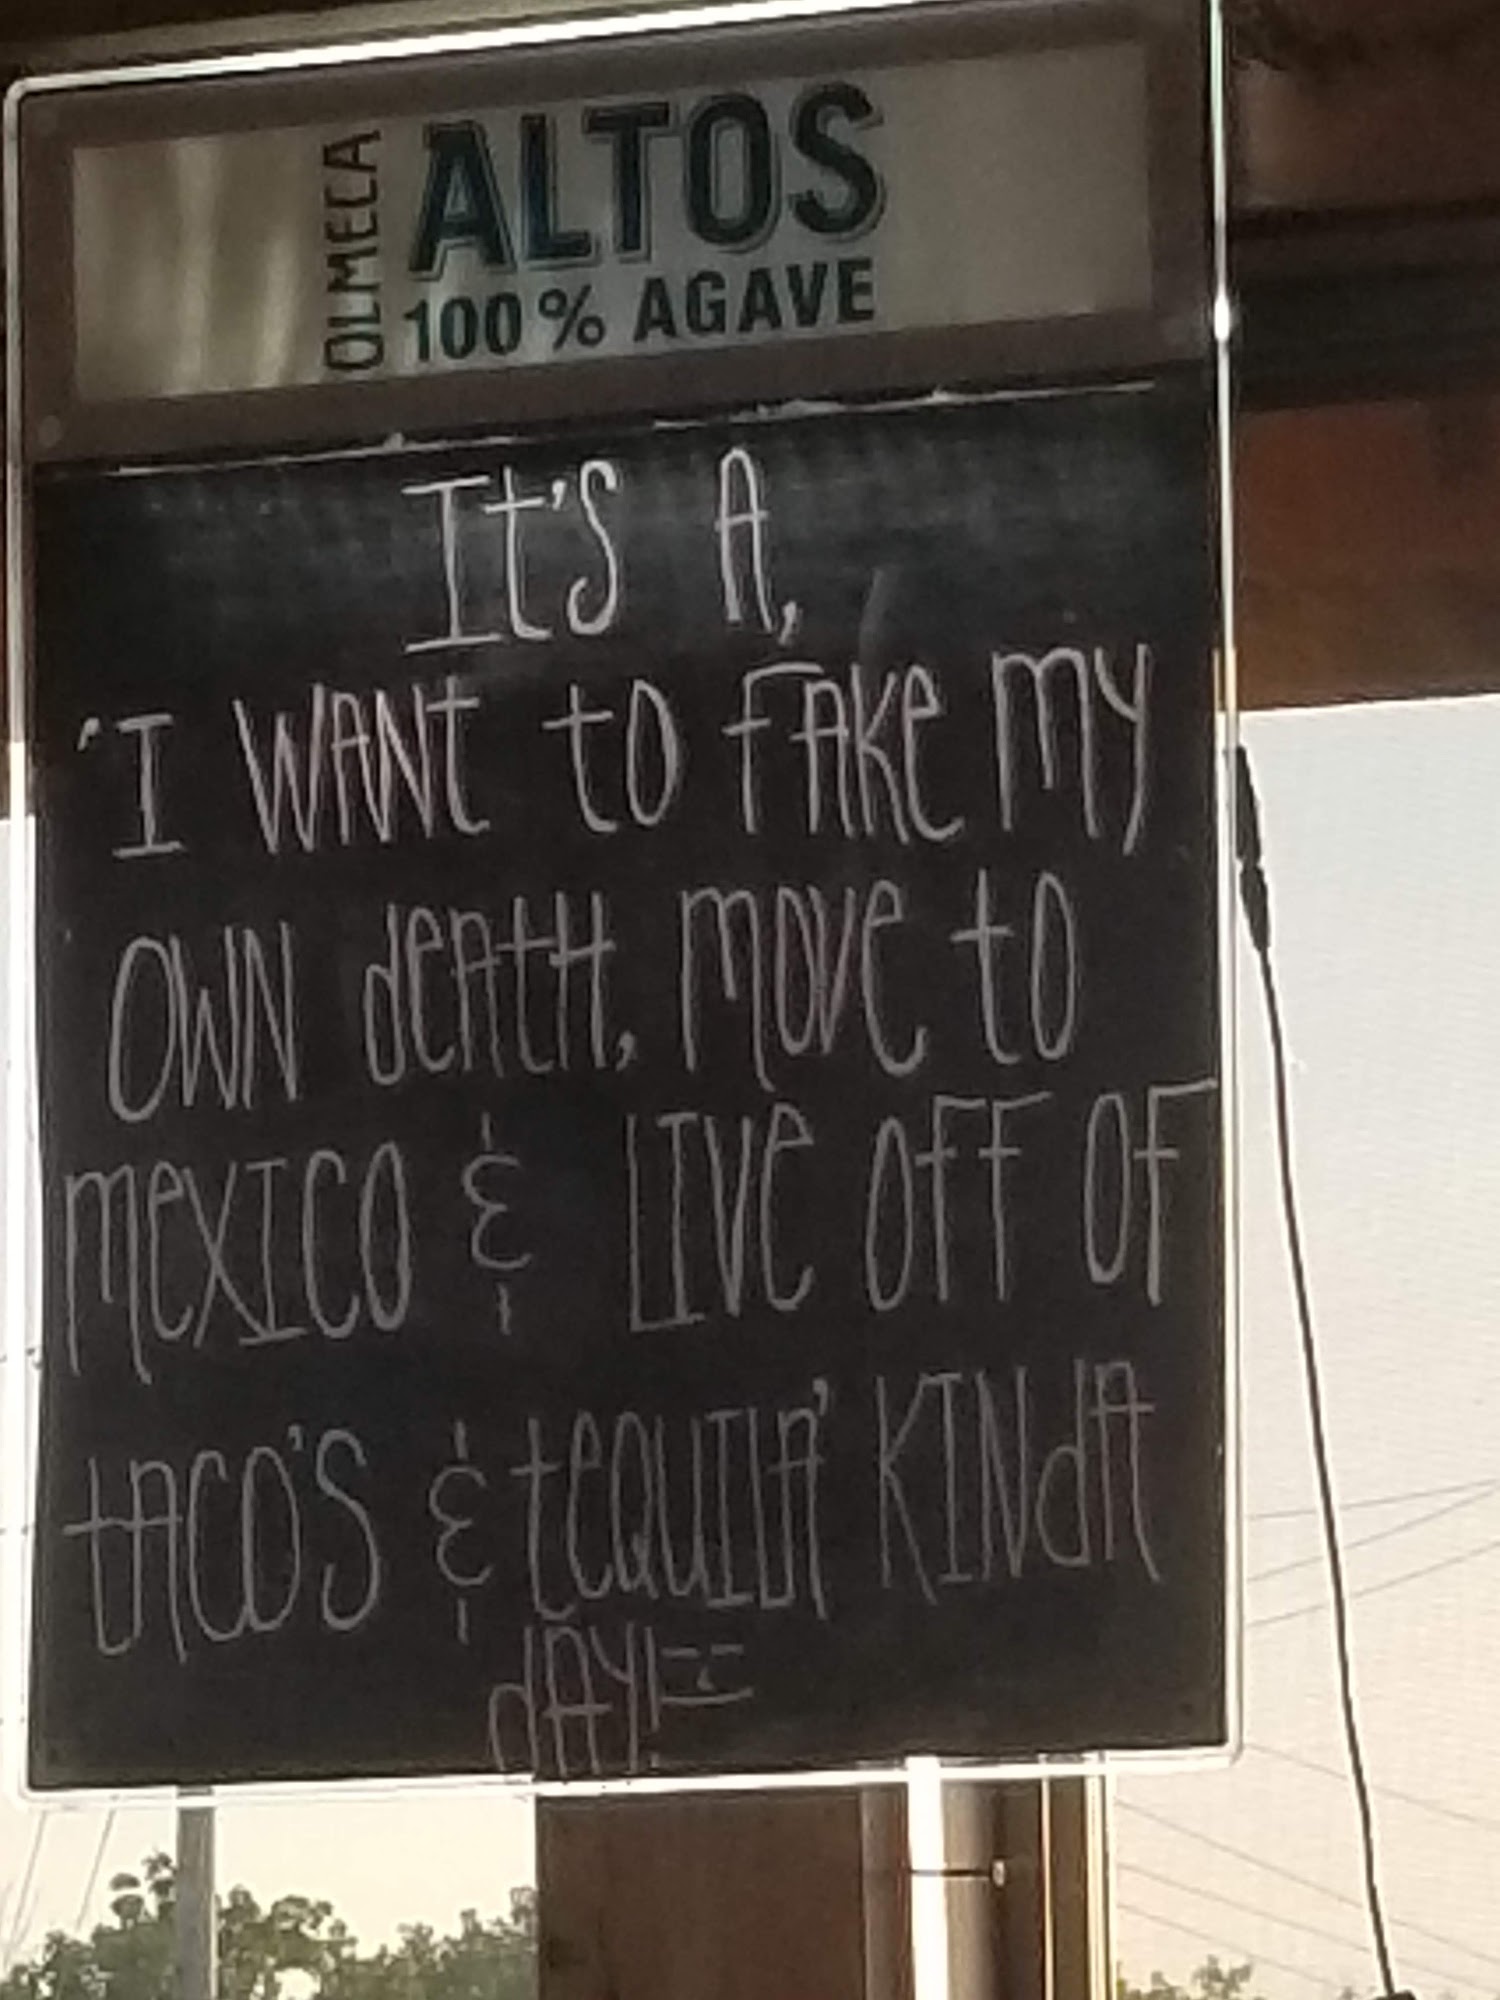 OLMECA
ALTOS
100% AGAVE
It's A,
'I WANt to FAKe my
OWN deAtH, move to
mexICO & LIVe OFF OF
tACO'S & tequILA' KINdA
dAY!